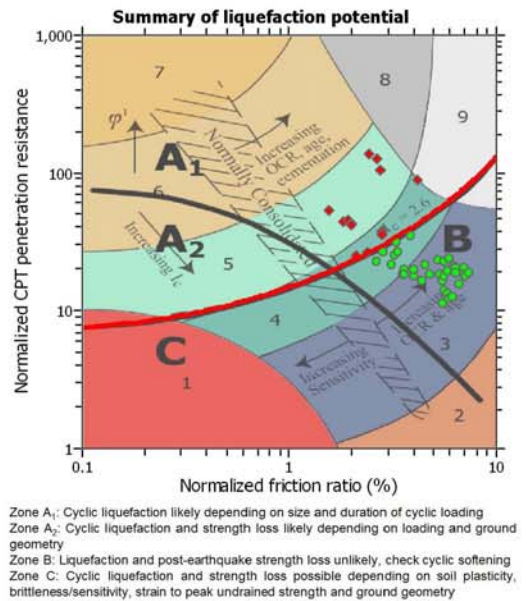 Summary of liquefaction potential
1,000
7
8
9
φ'
Normally Consolidated
Increasing
OCR, age,
cementation
A1
100
6
Ic = 2.6
A2
B
Increasing Ic
5
10
4
Increasing
OCR & age
C
1
Increasing
Sensitivity
3
2
1
0.1
1
10
Normalized CPT penetration resistance
Normalized friction ratio (%)
Zone A1: Cyclic liquefaction likely depending on size and duration of cyclic loading
Zone A2: Cyclic liquefaction and strength loss likely depending on loading and ground
geometry
Zone B: Liquefaction and post-earthquake strength loss unlikely, check cyclic softening
Zone C: Cyclic liquefaction and strength loss possible depending on soil plasticity,
brittleness/sensitivity, strain to peak undrained strength and ground geometry